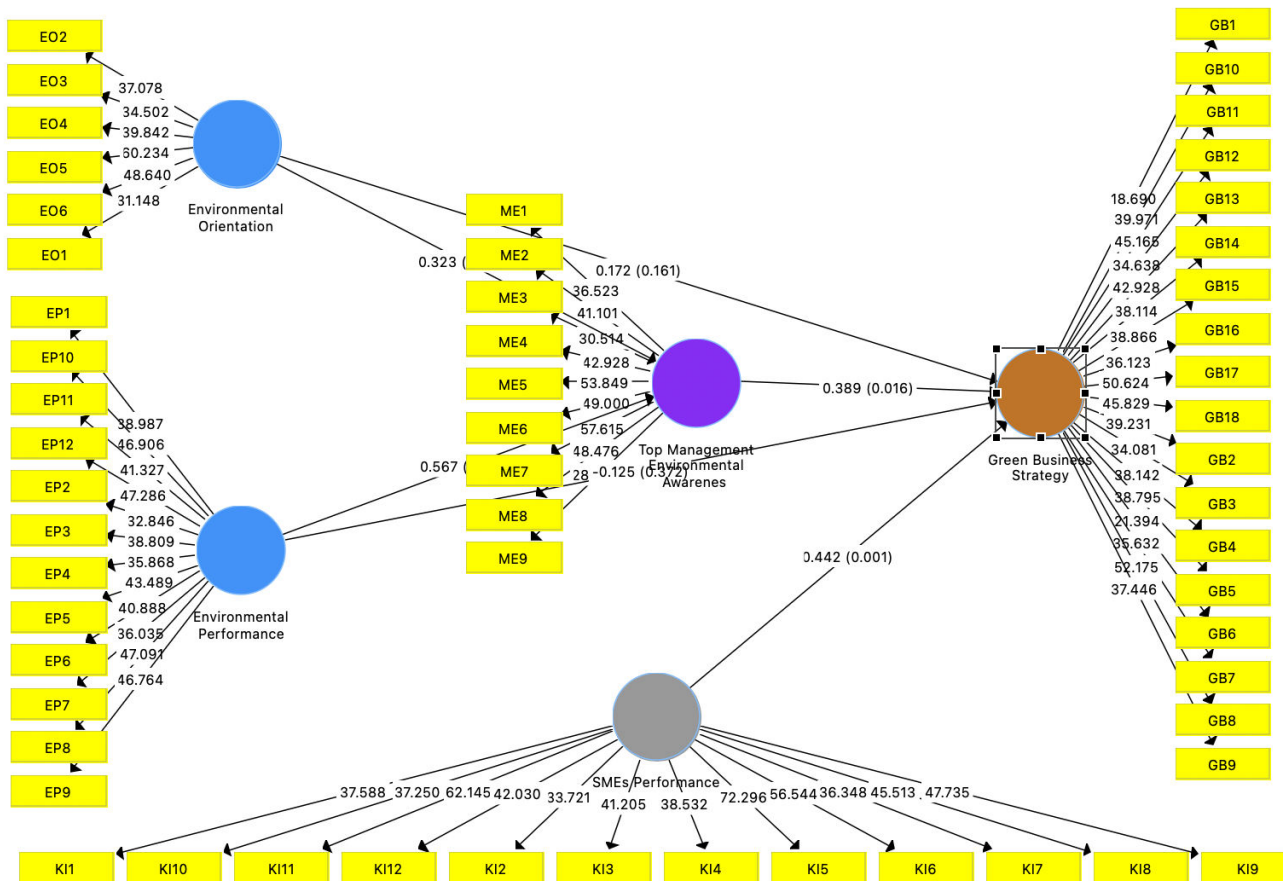 EO2
EO3
EO4
EO5
EO6
EO1
37.078
34.502
39.842
60.234
48.640
31.148
Environmental
Orientation
EP1
EP10
EP11
EP12
EP2
EP3
EP4
EP5
EP6
EP7
EP8
EP9
38.987
46.906
41.327
47.286
32.846
38.809
35.868
43.489
40.888
36.035
47.091
46.764
Environmental
Performance
0.323 (
0.567 (
ME1
ME2
ME3
ME4
ME5
ME6
ME7
ME8
ME9
36.523
41.101
30.514
42.928
53.849
49.000
57.615
48.476
28
Top Management
Environmental
Awarenes
0.172 (0.161)
0.389 (0.016)
-0.125 (0.372)
0.442 (0.001)
Green Business
Strategy
18.690
39.971
45.165
34.638
42.928
38.114
38.866
36.123
50.624
45.829
39.231
34.081
38.142
38.795
21.394
35.632
52.175
37.446
GB1
GB10
GB11
GB12
GB13
GB14
GB15
GB16
GB17
GB18
GB2
GB3
GB4
GB5
GB6
GB7
GB8
GB9
SMEs Performance
37.588
37.250
62.145
42.030
33.721
41.205
38.532
72.296
56.544
36.348
45.513
47.735
KI1
KI10
KI11
KI12
KI2
KI3
KI4
KI5
KI6
KI7
KI8
KI9